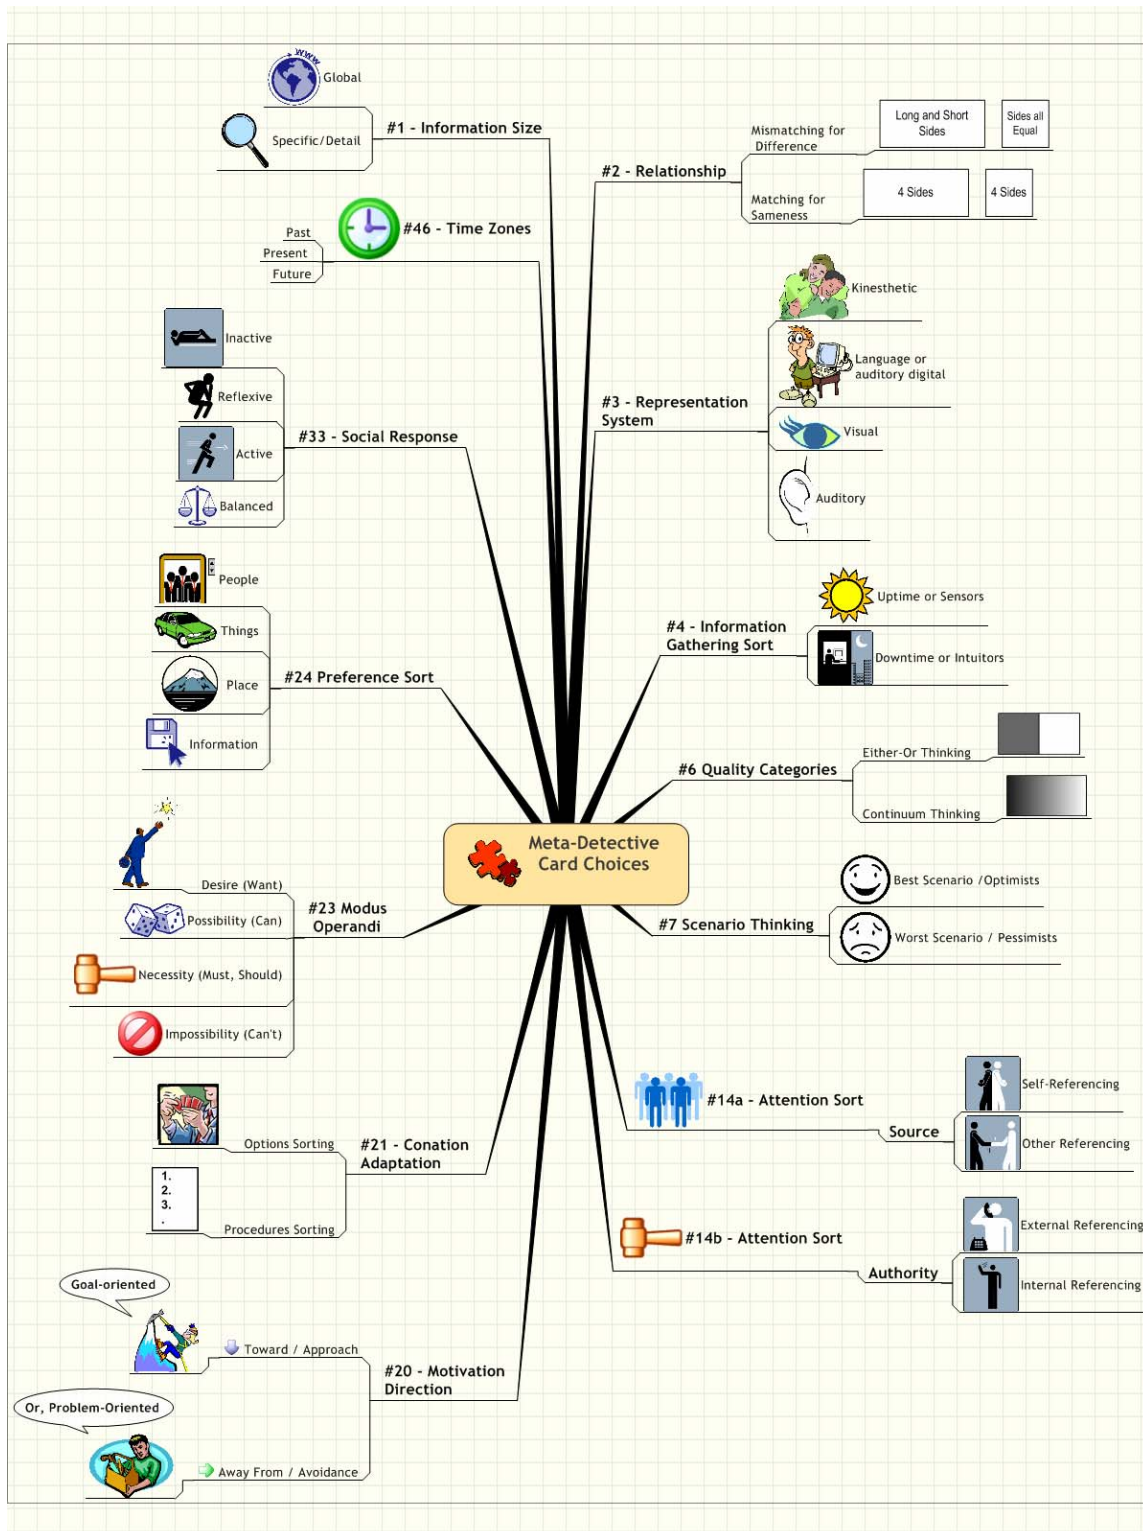 Meta-Detective
Card Choices
#1 - Information Size
www
Global
Specific/Detail
#2 - Relationship
Mismatching for
Difference
Long and Short
Sides
Sides all
Equal
Matching for
Sameness
4 Sides
4 Sides
#46 - Time Zones
Past
Present
Future
#3 - Representation
System
Kinesthetic
Language or
auditory digital
Visual
Auditory
#33 - Social Response
Inactive
Reflexive
Active
Balanced
#4 - Information
Gathering Sort
Uptime or Sensors
Downtime or Intuitors
#24 Preference Sort
People
Things
Place
Information
#6 Quality Categories
Either-Or Thinking
Continuum Thinking
#23 Modus
Operandi
Desire (Want)
Possibility (Can)
Necessity (Must, Should)
Impossibility (Can't)
#7 Scenario Thinking
Best Scenario /Optimists
Worst Scenario / Pessimists
#21 - Conation
Adaptation
Options Sorting
1.
2.
3.
.
Procedures Sorting
#14a - Attention Sort
Source
Self-Referencing
Other Referencing
#14b - Attention Sort
Authority
External Referencing
Internal Referencing
#20 - Motivation
Direction
Goal-oriented
Toward / Approach
Or, Problem-Oriented
Away From / Avoidance